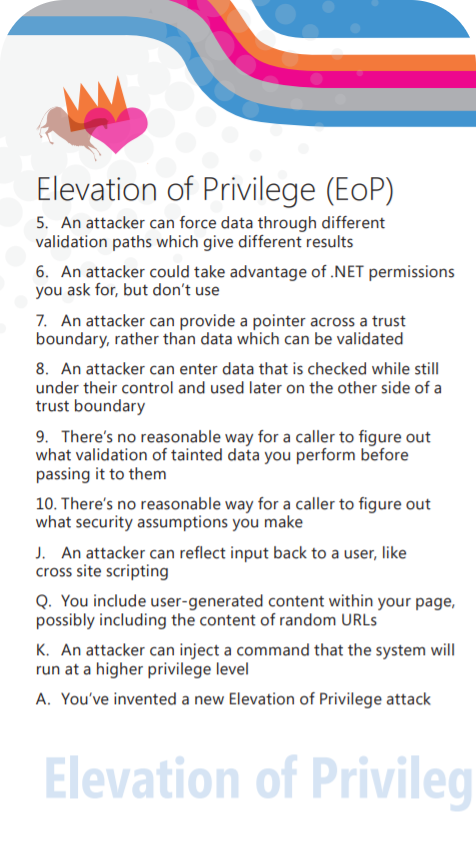 Elevation of Privilege (EoP)
5. An attacker can force data through different
validation paths which give different results
6. An attacker could take advantage of .NET permissions
you ask for, but don’t use
7. An attacker can provide a pointer across a trust
boundary, rather than data which can be validated
8. An attacker can enter data that is checked while still
under their control and used later on the other side of a
trust boundary
9. There’s no reasonable way for a caller to figure out
what validation of tainted data you perform before
passing it to them
10. There’s no reasonable way for a caller to figure out
what security assumptions you make
J. An attacker can reflect input back to a user, like
cross site scripting
Q. You include user-generated content within your page,
possibly including the content of random URLs
K. An attacker can inject a command that the system will
run at a higher privilege level
A. You’ve invented a new Elevation of Privilege attack
Elevation of Privileg